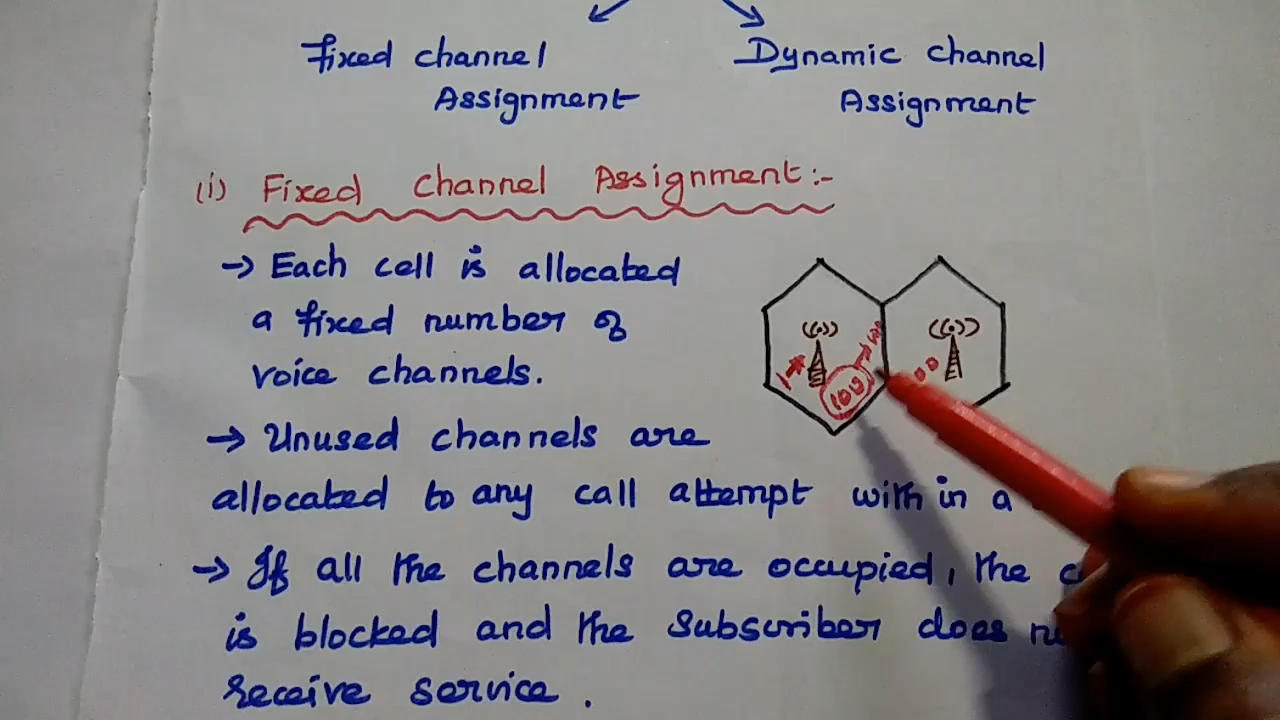 Fixed channel Dynamic channel
Assignment Assignment
(i) Fixed Channel Assignment:-
→ Each cell is allocated
a fixed number of
voice channels.
→ Unused channels are
allocated to any call attempt with in a
→ If all the channels are occupied, the
is blocked and the subscriber does
receive service.